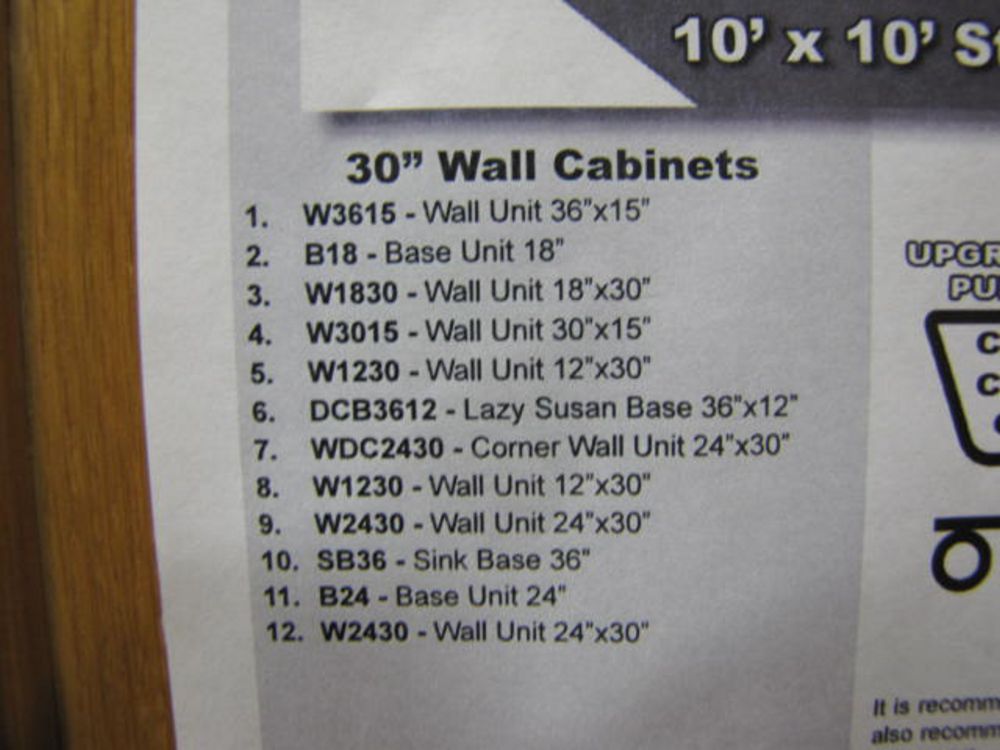 10' x 10' St
30” Wall Cabinets
1. W3615 - Wall Unit 36"x15"
2. B18 - Base Unit 18"
3. W1830 - Wall Unit 18"x30"
4. W3015 - Wall Unit 30"x15"
5. W1230 - Wall Unit 12"x30"
6. DCB3612 - Lazy Susan Base 36"x12"
7. WDC2430 - Corner Wall Unit 24"x30"
8. W1230 - Wall Unit 12"x30"
9. W2430 - Wall Unit 24"x30"
10. SB36 - Sink Base 36"
11. B24 - Base Unit 24"
12. W2430 - Wall Unit 24"x30"
UPGR
PU
C
C
It is recomm
also recomm